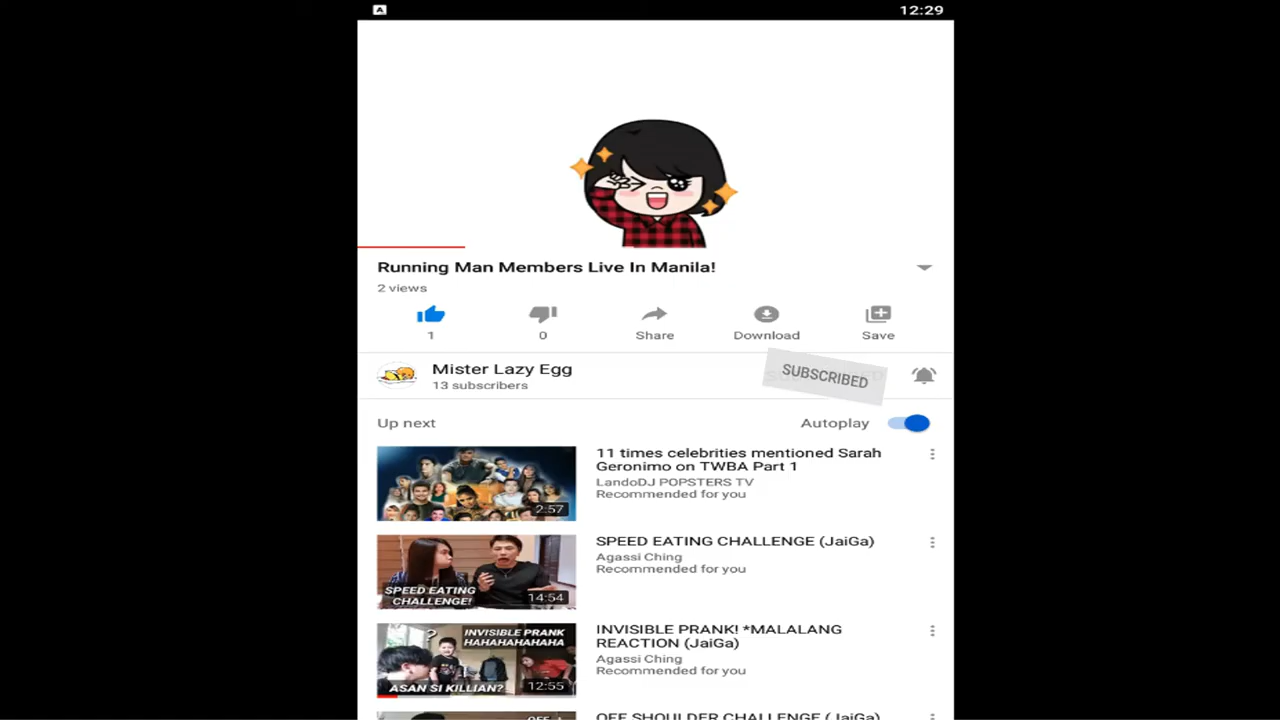 A
12:29
Running Man Members Live In Manila!
2 views
1
0
Share
Download
Save
Mister Lazy Egg
13 subscribers
SUBSCRIBED
Up next
Autoplay
2:57
11 times celebrities mentioned Sarah
Geronimo on TWBA Part 1
LandoDJ POPSTERS TV
Recommended for you
SPEED EATING
CHALLENGE!
14:54
SPEED EATING CHALLENGE (JaiGa)
Agassi Ching
Recommended for you
?
INVISIBLE PRANK
HAHAHAHAHAHA
ASAN SI KILLIAN?
12:55
INVISIBLE PRANK! *MALALANG
REACTION (JaiGa)
Agassi Ching
Recommended for you
OFF SHOULDER CHALLENGE (JaiGa)